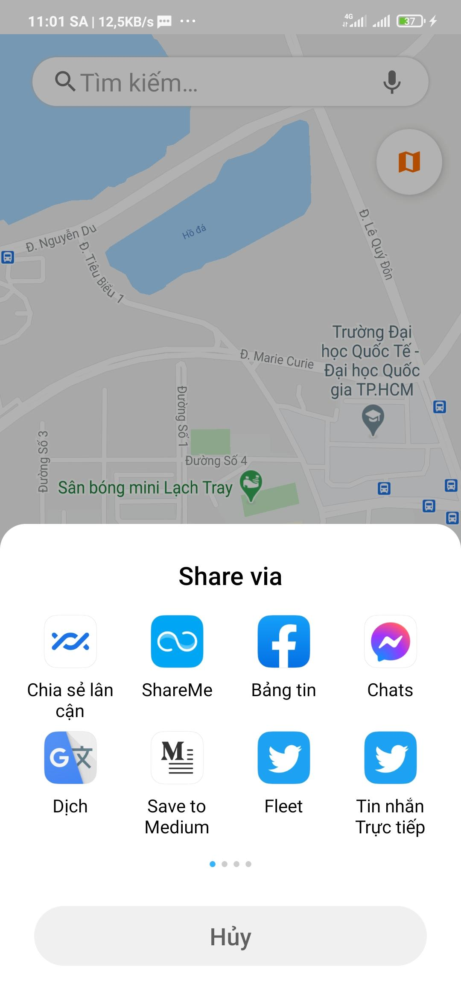 11:01 SA | 12,5KB/s ...
4G
37
Tìm kiếm...
Đ. Nguyễn Du
Hồ đá
Đ. Lê Quý Đôn
Đ. Tiêu Biểu 1
Trường Đại
học Quốc Tế -
Đại học Quốc
gia TP.HCM
Đ. Marie Curie
Đường Số 1
Đường Số 3
Đường Số 4
Sân bóng mini Lạch Tray
Share via
Chia sẻ lân
cận
ShareMe
Bảng tin
Chats
Dịch
Save to
Medium
Fleet
Tin nhắn
Trực tiếp
Hủy